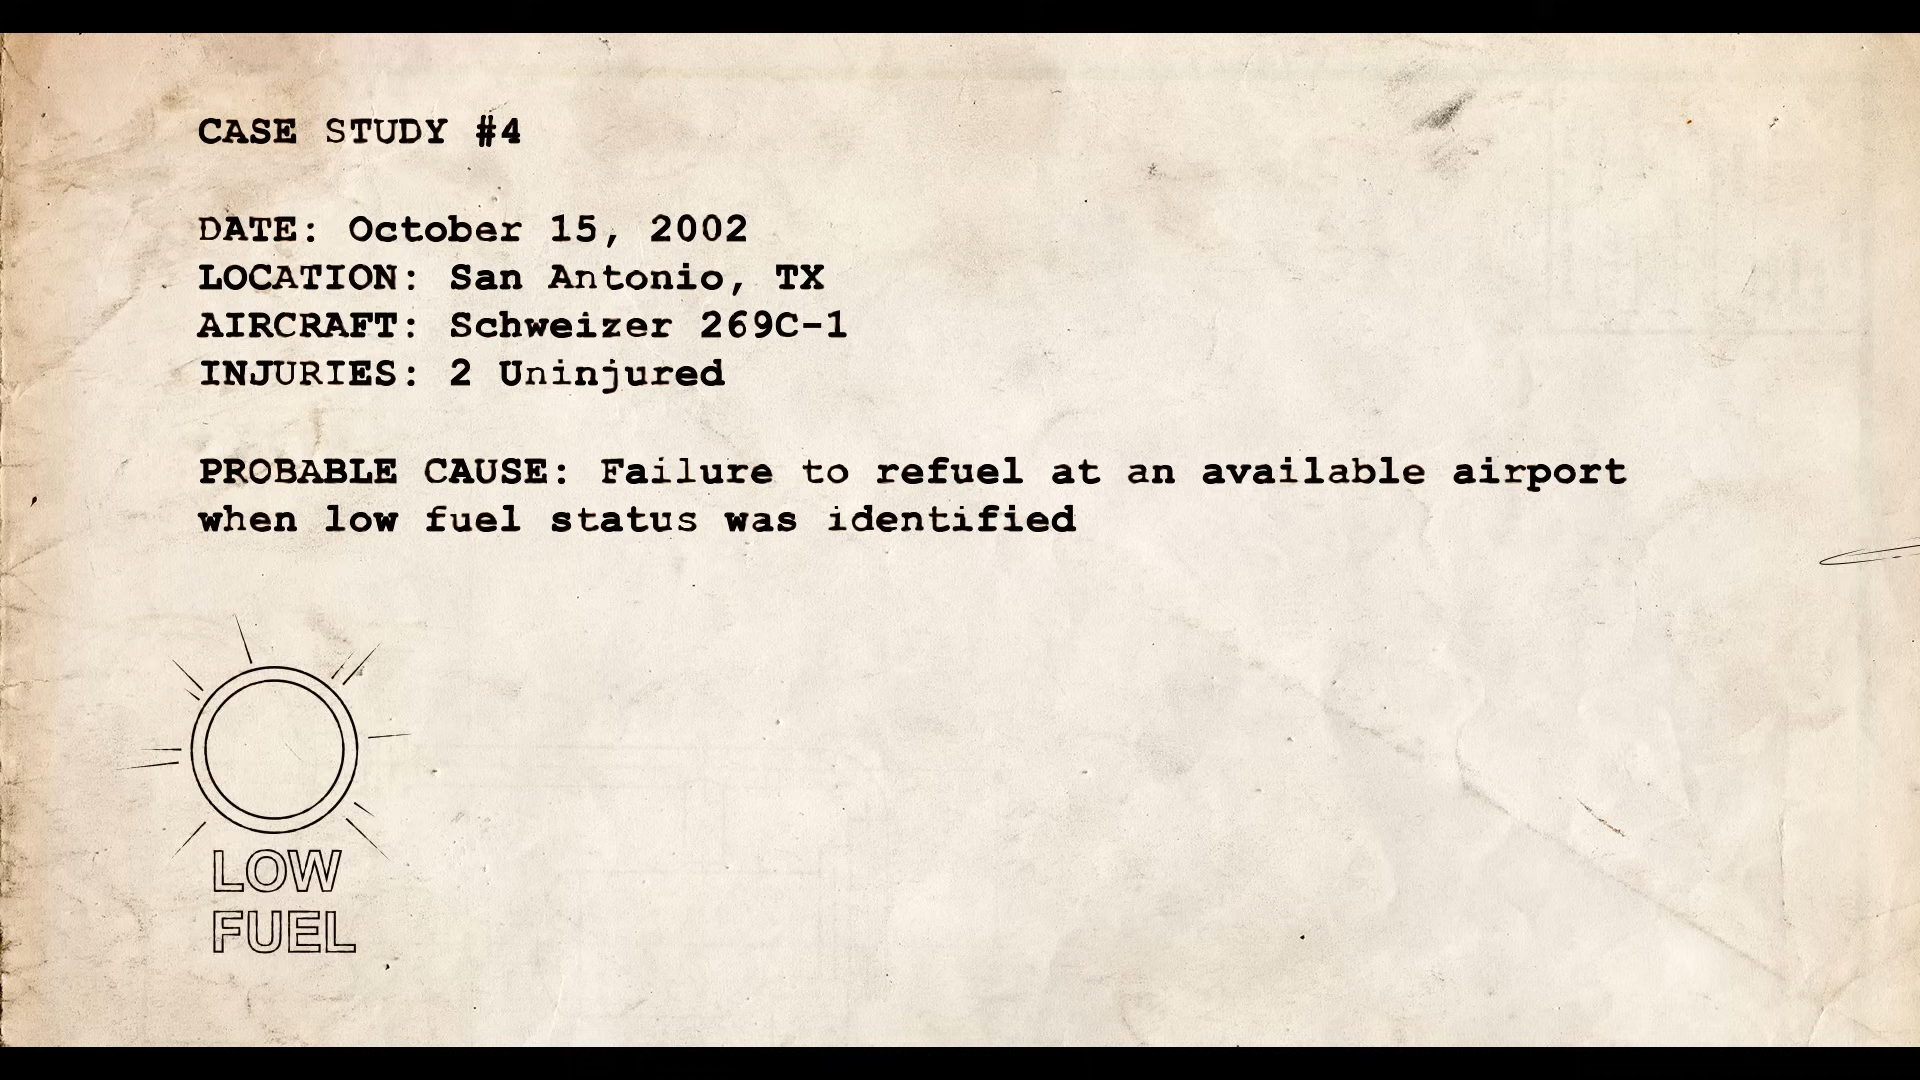 CASE STUDY #4
DATE: October 15, 2002
LOCATION: San Antonio, TX
AIRCRAFT: Schweizer 269C-1
INJURIES: 2 Uninjured
PROBABLE CAUSE: Failure to refuel at an available airport
when low fuel status was identified
LOW
FUEL